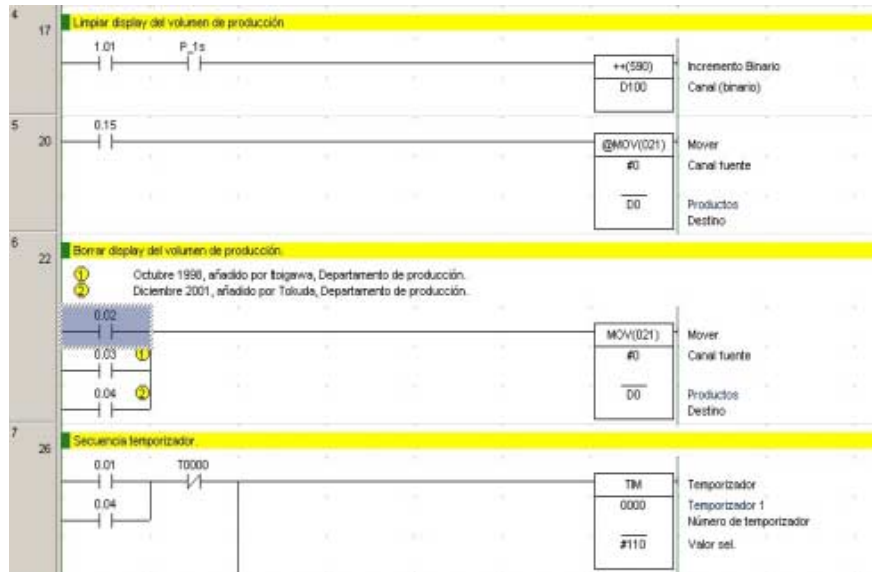 4
17
Limpiar display del volumen de producción
1.01 P_1s
++(590) Incremento Binario
D100 Canal (binario)
5
20
0.15
@MOV(021) Mover
#0 Canal fuente
D0 Productos
Destino
6
22
Borrar display del volumen de producción.
1 Octubre 1998, añadido por Itoigawa, Departamento de producción.
2 Diciembre 2001, añadido por Tokuda, Departamento de producción.
0.02
MOV(021) Mover
0.03 1 #0 Canal fuente
0.04 2 D0 Productos
Destino
7
26
Secuencia temporizador.
0.01 T0000
TIM Temporizador
0.04 0000 Temporizador 1
Número de temporizador
#110 Valor sel.